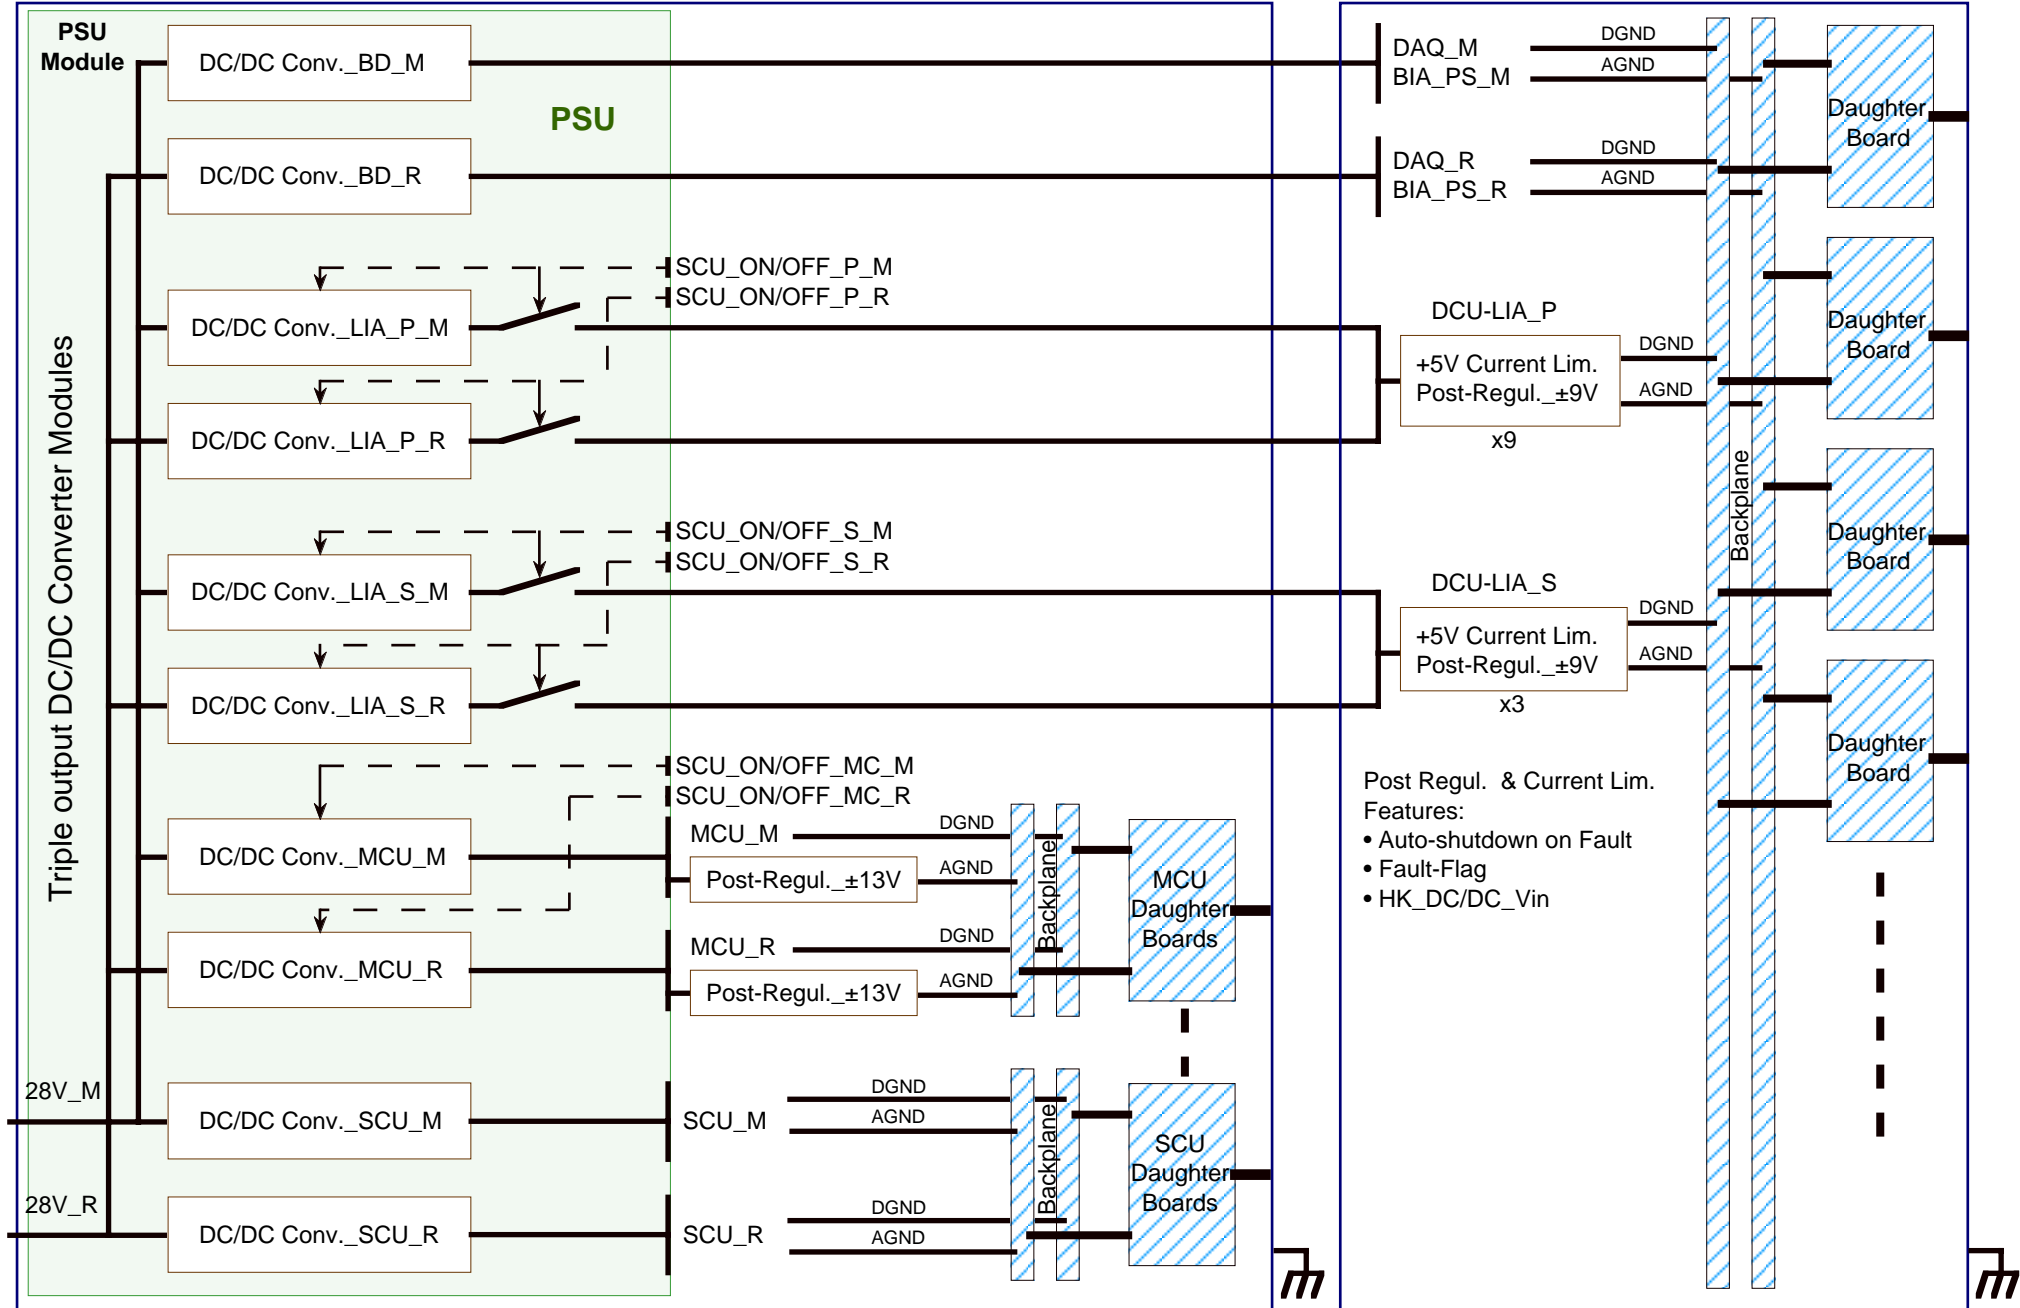 PSU
Module
DC/DC Conv._BD_M
PSU
DC/DC Conv._BD_R
SCU_ON/OFF_P_M
SCU_ON/OFF_P_R
DC/DC Conv._LIA_P_M
DC/DC Conv._LIA_P_R
SCU_ON/OFF_S_M
SCU_ON/OFF_S_R
DC/DC Conv._LIA_S_M
DC/DC Conv._LIA_S_R
Triple output DC/DC Converter Modules
SCU_ON/OFF_MC_M
SCU_ON/OFF_MC_R
DC/DC Conv._MCU_M
MCU_M
DGND
Post-Regul._±13V
AGND
DC/DC Conv._MCU_R
MCU_R
DGND
Post-Regul._±13V
AGND
Backplane
MCU
Daughter
Boards
28V_M
DC/DC Conv._SCU_M
SCU_M
DGND
AGND
28V_R
DC/DC Conv._SCU_R
SCU_R
DGND
AGND
Backplane
SCU
Daughter
Boards
DAQ_M
BIA_PS_M
DGND
AGND
DAQ_R
BIA_PS_R
DGND
AGND
DCU-LIA_P
+5V Current Lim.
Post-Regul._±9V
x9
DGND
AGND
DCU-LIA_S
+5V Current Lim.
Post-Regul._±9V
x3
DGND
AGND
Backplane
Daughter
Board
Daughter
Board
Daughter
Board
Daughter
Board
Post Regul. & Current Lim.
Features:
• Auto-shutdown on Fault
• Fault-Flag
• HK_DC/DC_Vin